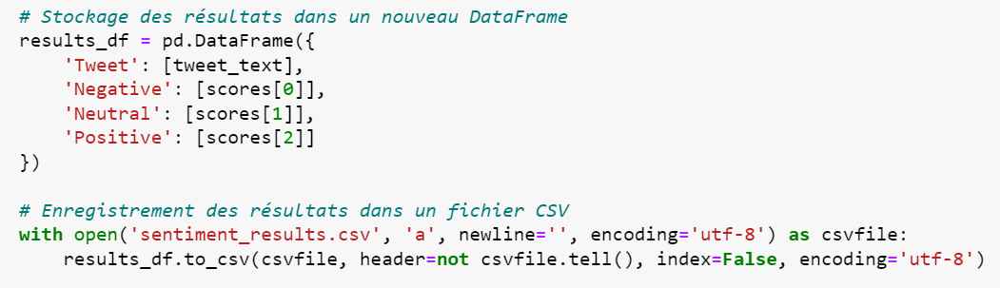 # Stockage des résultats dans un nouveau DataFrame
results_df = pd.DataFrame({
    'Tweet': [tweet_text],
    'Negative': [scores[0]],
    'Neutral': [scores[1]],
    'Positive': [scores[2]]
})

# Enregistrement des résultats dans un fichier CSV
with open('sentiment_results.csv', 'a', newline='', encoding='utf-8') as csvfile:
    results_df.to_csv(csvfile, header=not csvfile.tell(), index=False, encoding='utf-8')